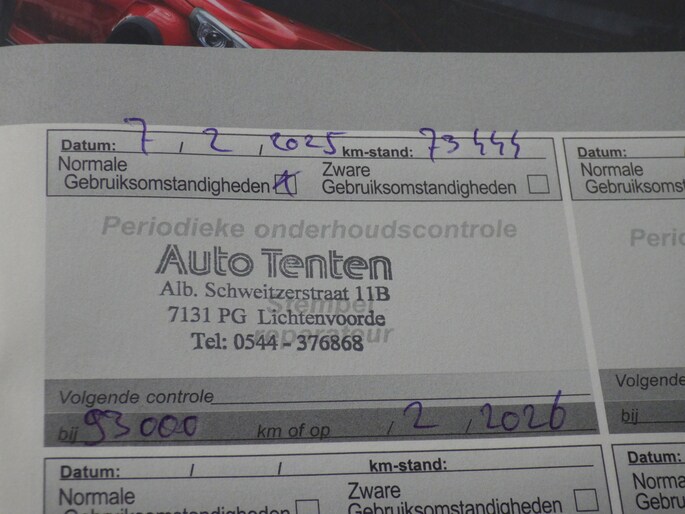 Datum: 7 , 2 , 2025 km-stand: 73444
Normale
Gebruiksomstandigheden
Zware
Gebruiksomstandigheden
Periodieke onderhoudscontrole
Auto Tenten
Alb. Schweitzerstraat 11B
Stempel
7131 PG Lichtenvoorde
reparateur
Tel: 0544 - 376868
Volgende controle
bij 93000 km of op , 2 , 2026
Datum: / / km-stand:
Normale
Gebruiksomstandigheden
Zware
Gebruiksomstandigheden
Datum:
Normale
Gebruiksomst
Perio
Volgende
bij
Datum:
Norma
Gebru